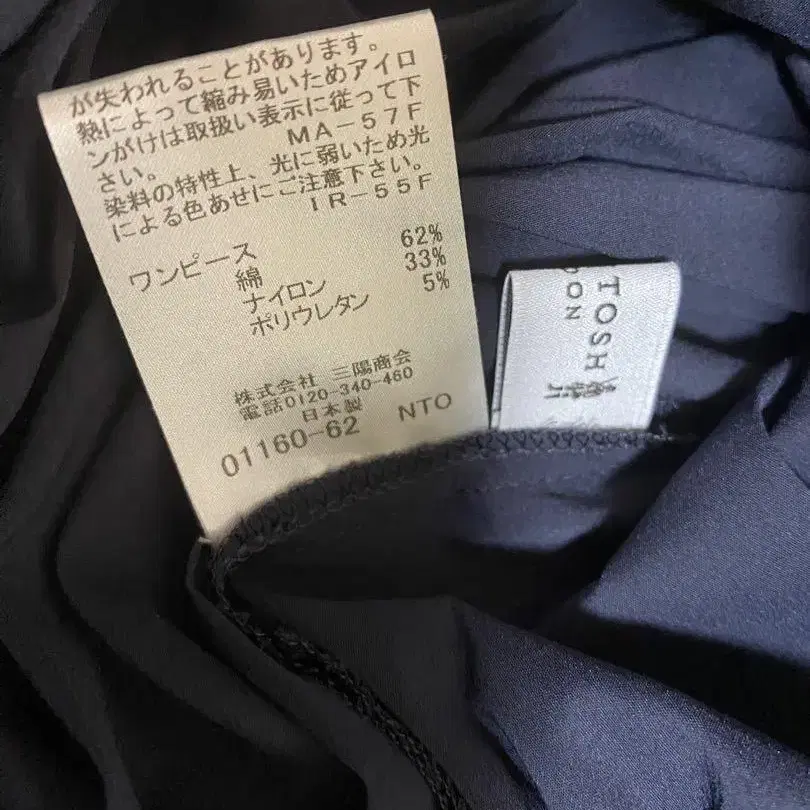 が失われることがあります。
熱によって縮み易いためアイロ
ンがけは取扱い表示に従って下
さい。 MA-57F
染料の特性上、光に弱いため光
による色あせにご注意下さい。
IR-55F
ワンピース
綿 62%
ナイロン 33%
ポリウレタン 5%
株式会社 三陽商会
電話0120-340-460
日本製
01160-62 NTO
TOSH
DON